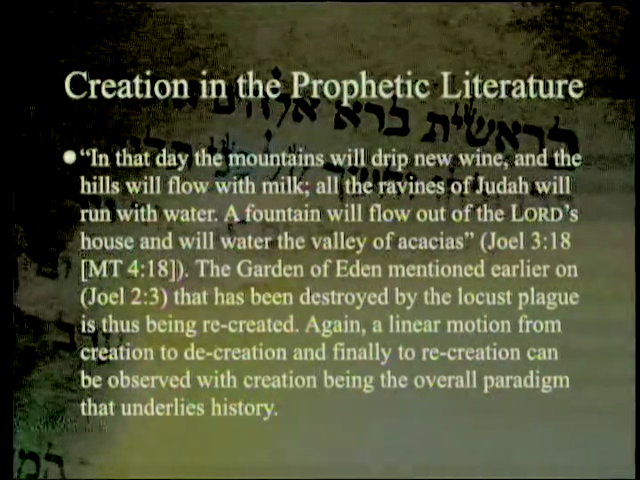 Creation in the Prophetic Literature
בראשית ברא אלהים
“In that day the mountains will drip new wine, and the
hills will flow with milk; all the ravines of Judah will
run with water. A fountain will flow out of the LORD’s
house and will water the valley of acacias” (Joel 3:18
[MT 4:18]). The Garden of Eden mentioned earlier on
(Joel 2:3) that has been destroyed by the locust plague
is thus being re-created. Again, a linear motion from
creation to de-creation and finally to re-creation can
be observed with creation being the overall paradigm
that underlies history.